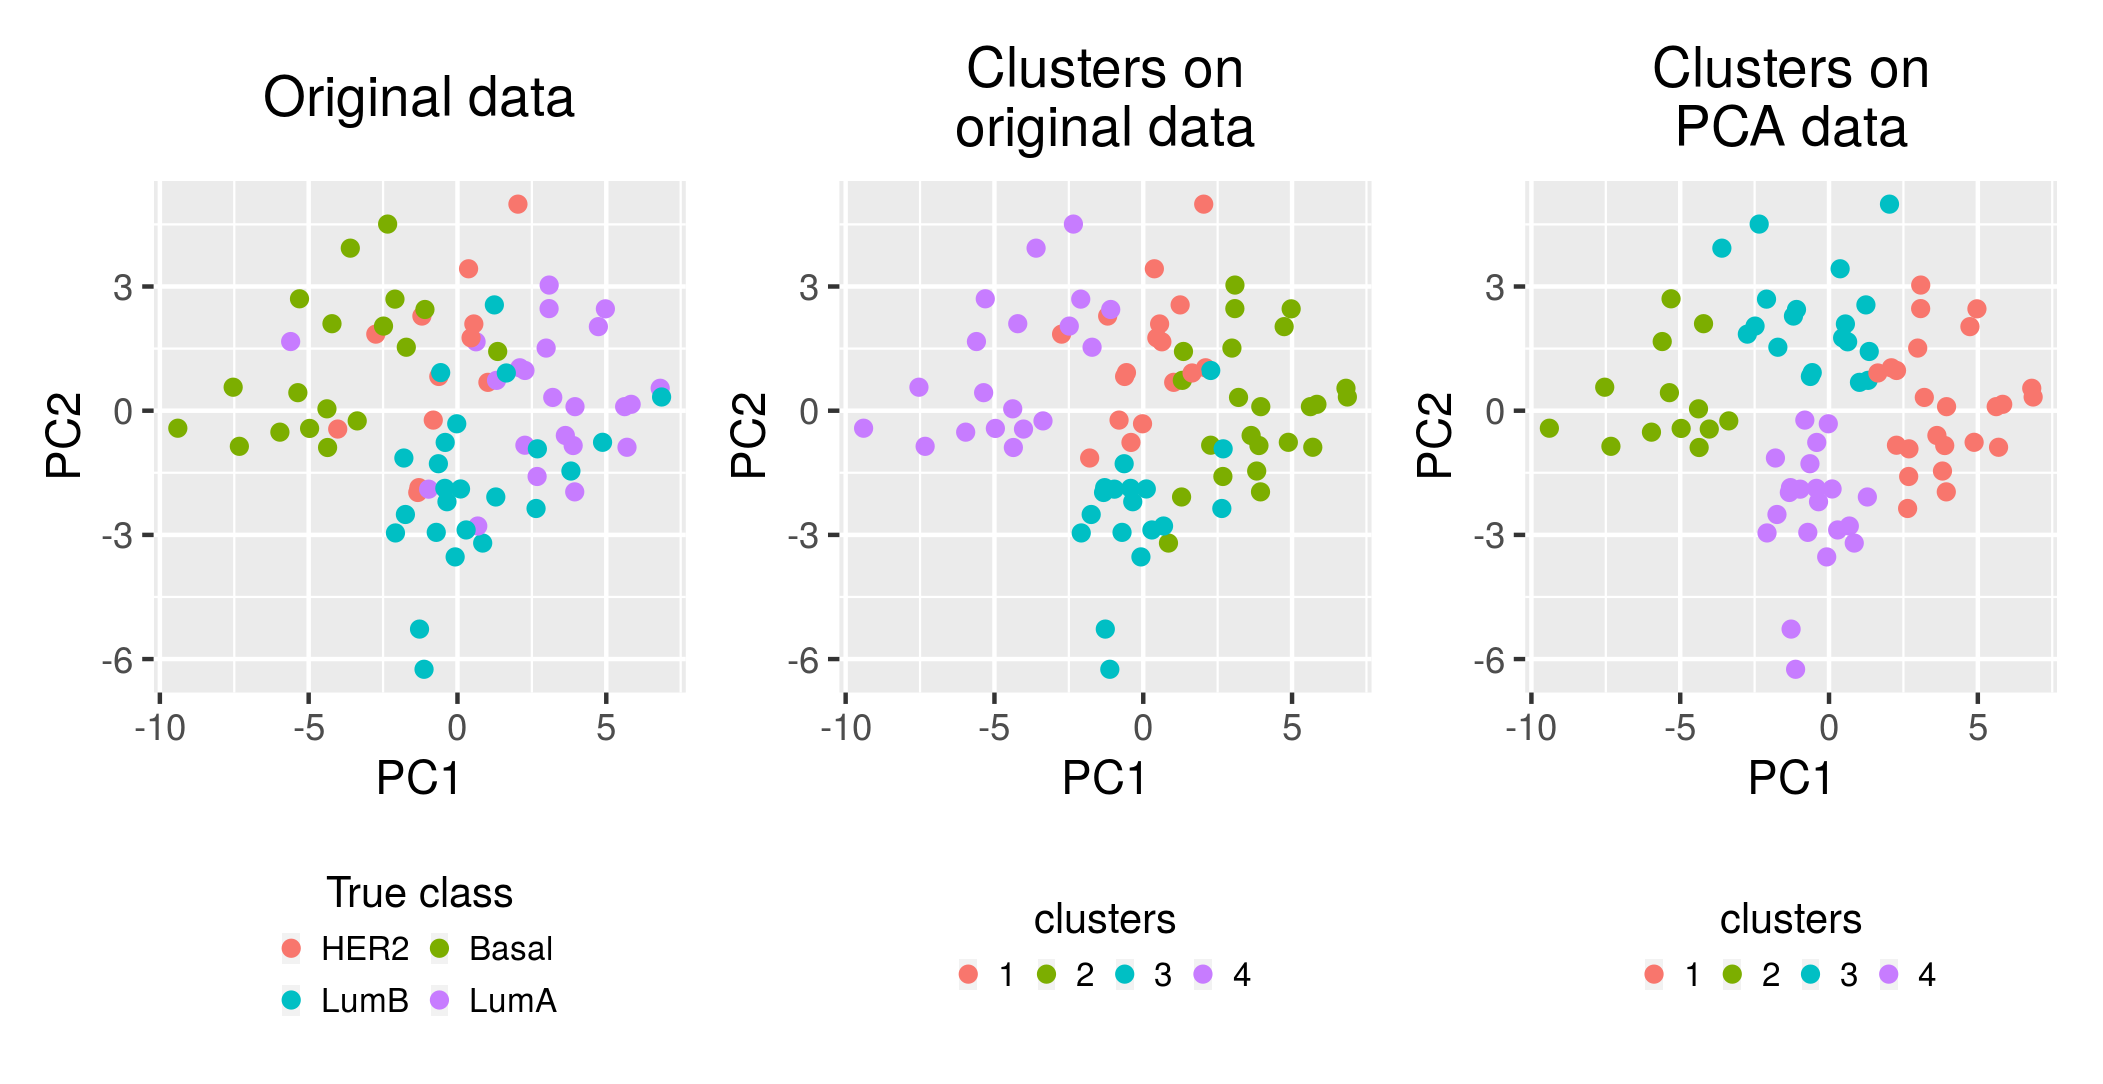 Original data
3
0
-3
-6
PC2
-10 -5 0 5
PC1
True class
HER2 Basal
LumB LumA
Clusters on
original data
3
0
-3
-6
PC2
-10 -5 0 5
PC1
clusters
1 2 3 4
Clusters on
PCA data
3
0
-3
-6
PC2
-10 -5 0 5
PC1
clusters
1 2 3 4